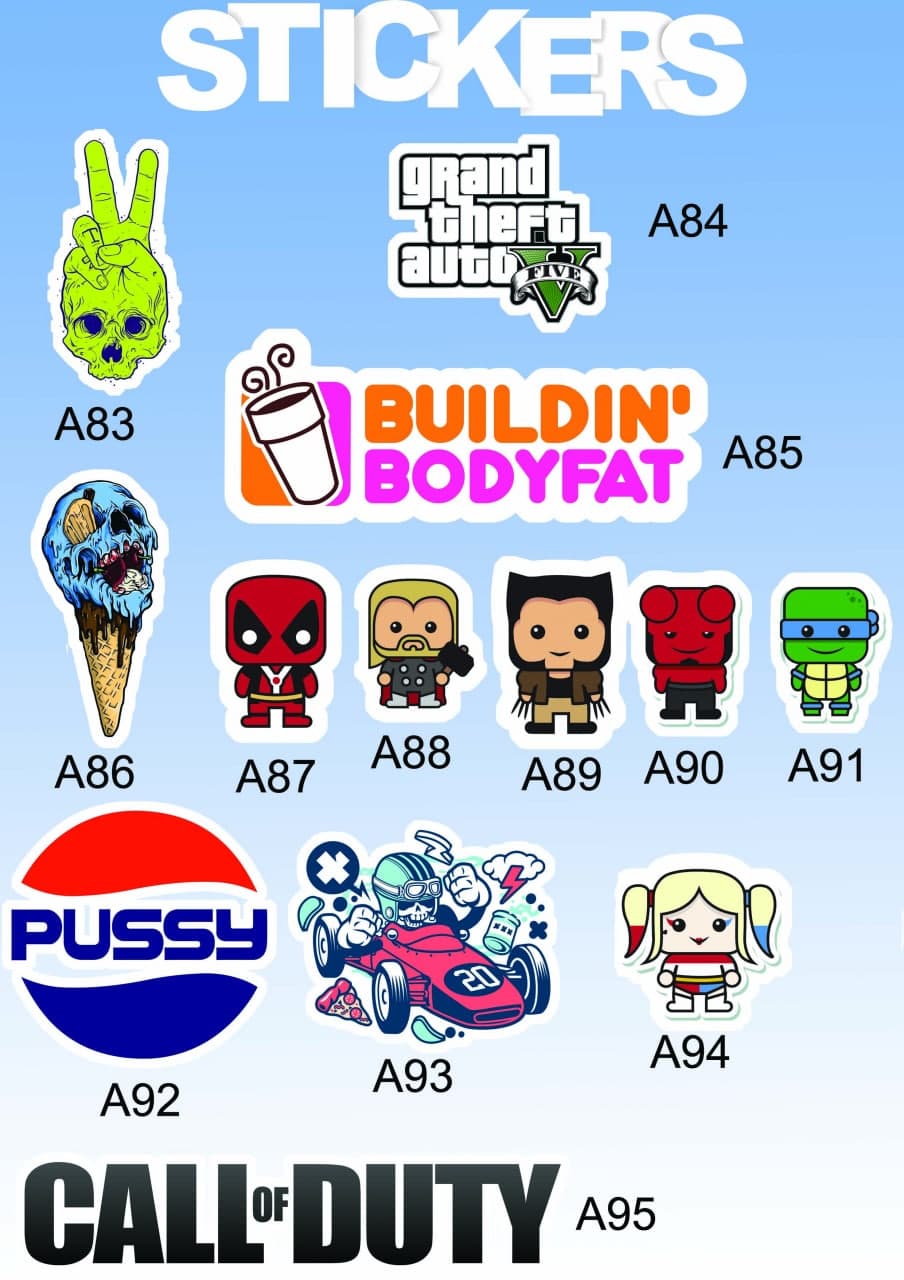 STICKERS
grand
theft
auto
FIVE
A84
A83
BUILDIN'
BODYFAT
A85
A86
A87
A88
A89
A90
A91
PUSSY
A92
20
A93
A94
CALL OF DUTY
A95